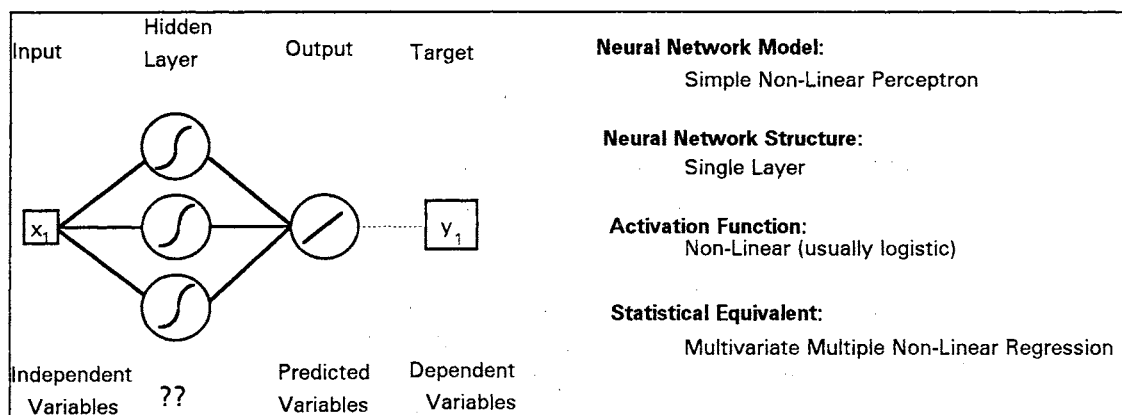 Input
Hidden
Layer
Output
Target
x1
y1
Independent
Variables
??
Predicted
Variables
Dependent
Variables
Neural Network Model:
Simple Non-Linear Perceptron
Neural Network Structure:
Single Layer
Activation Function:
Non-Linear (usually logistic)
Statistical Equivalent:
Multivariate Multiple Non-Linear Regression